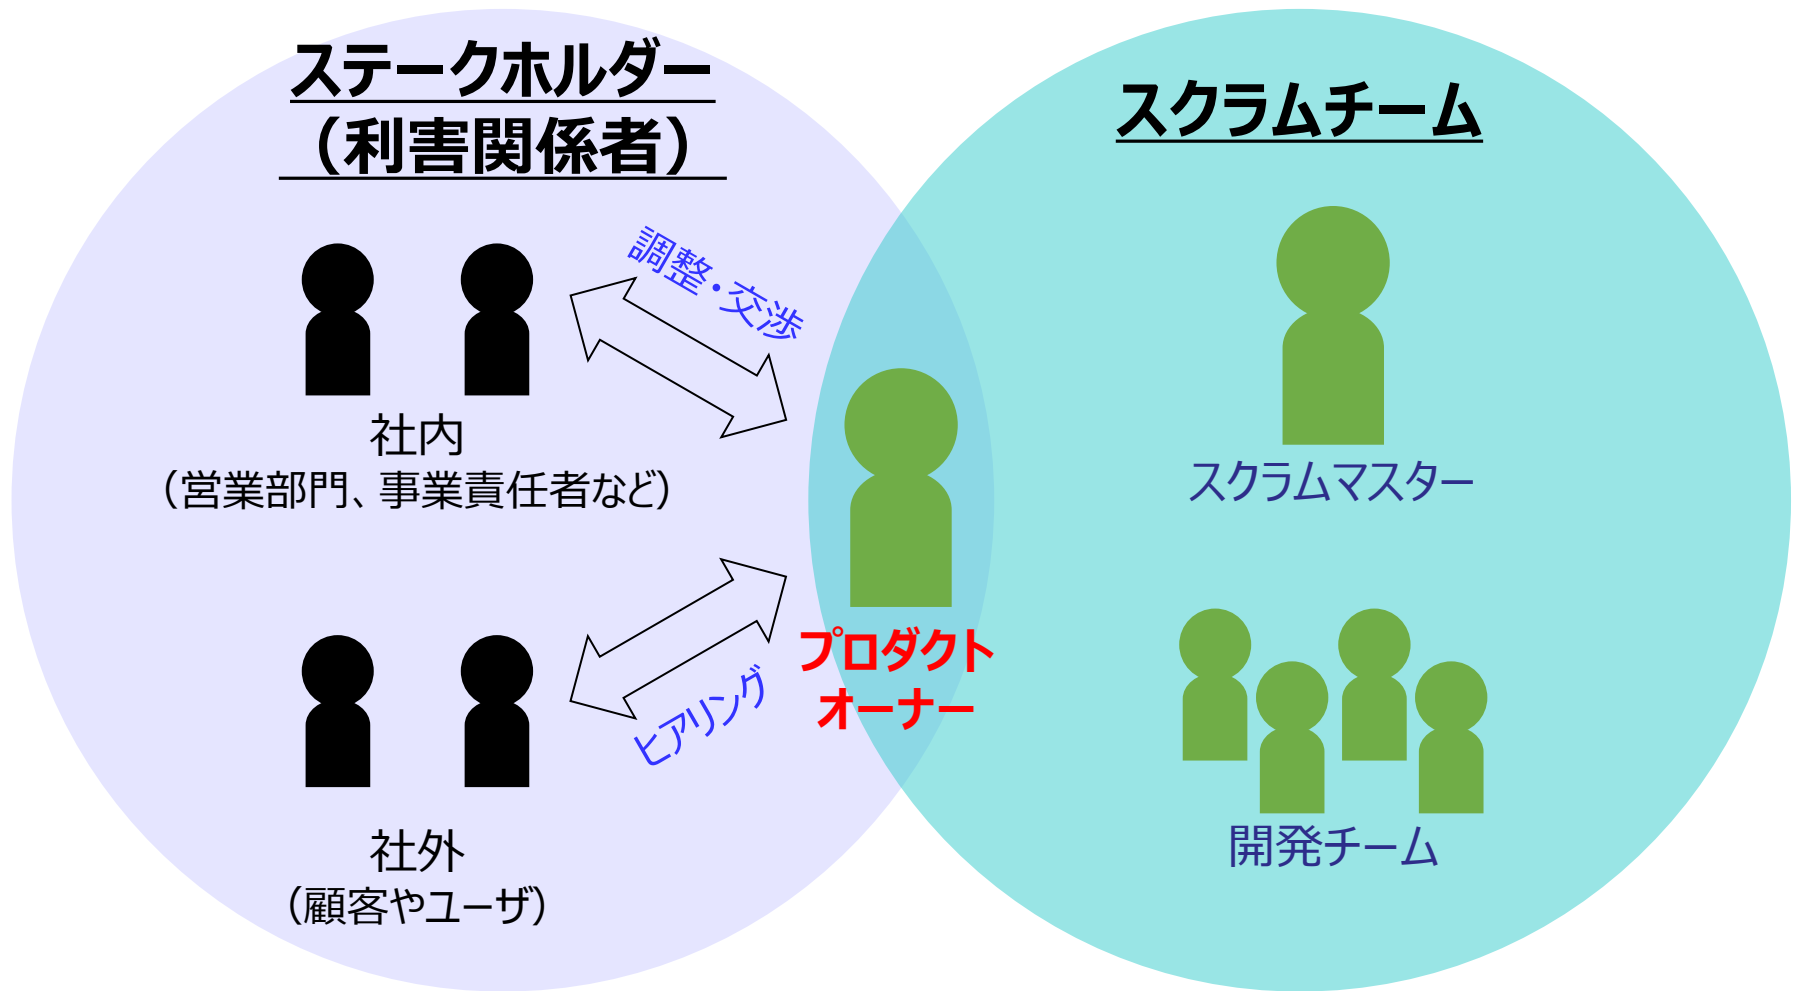 ステークホルダー
（利害関係者）
スクラムチーム
調整・交渉
社内
（営業部門、事業責任者など）
スクラムマスター
プロダクト
オーナー
ヒアリング
社外
（顧客やユーザ）
開発チーム